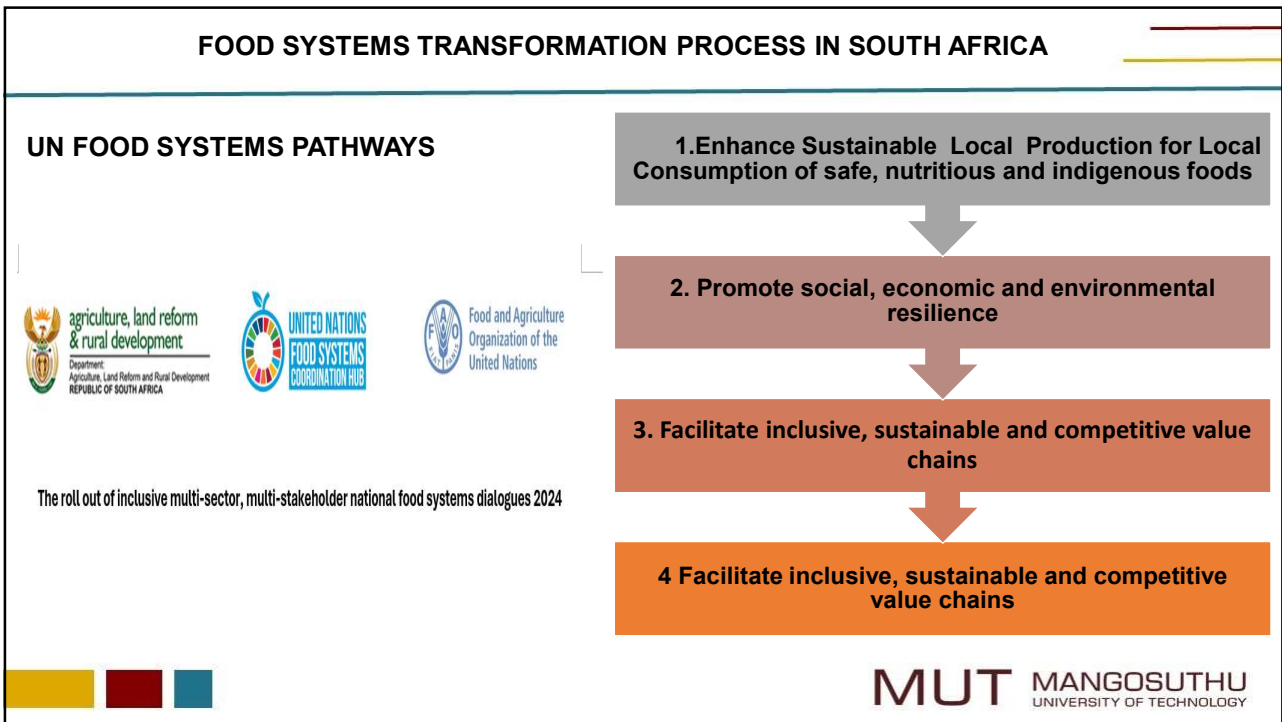 FOOD SYSTEMS TRANSFORMATION PROCESS IN SOUTH AFRICA
UN FOOD SYSTEMS PATHWAYS
agriculture, land reform
& rural development
Department:
Agriculture, Land Reform and Rural Development
REPUBLIC OF SOUTH AFRICA
UNITED NATIONS
FOOD SYSTEMS
COORDINATION HUB
FAO
FIAT PANIS
Food and Agriculture
Organization of the
United Nations
The roll out of inclusive multi-sector, multi-stakeholder national food systems dialogues 2024
1.Enhance Sustainable Local Production for Local
Consumption of safe, nutritious and indigenous foods
2. Promote social, economic and environmental
resilience
3. Facilitate inclusive, sustainable and competitive value
chains
4 Facilitate inclusive, sustainable and competitive
value chains
MUT MANGOSUTHU
UNIVERSITY OF TECHNOLOGY